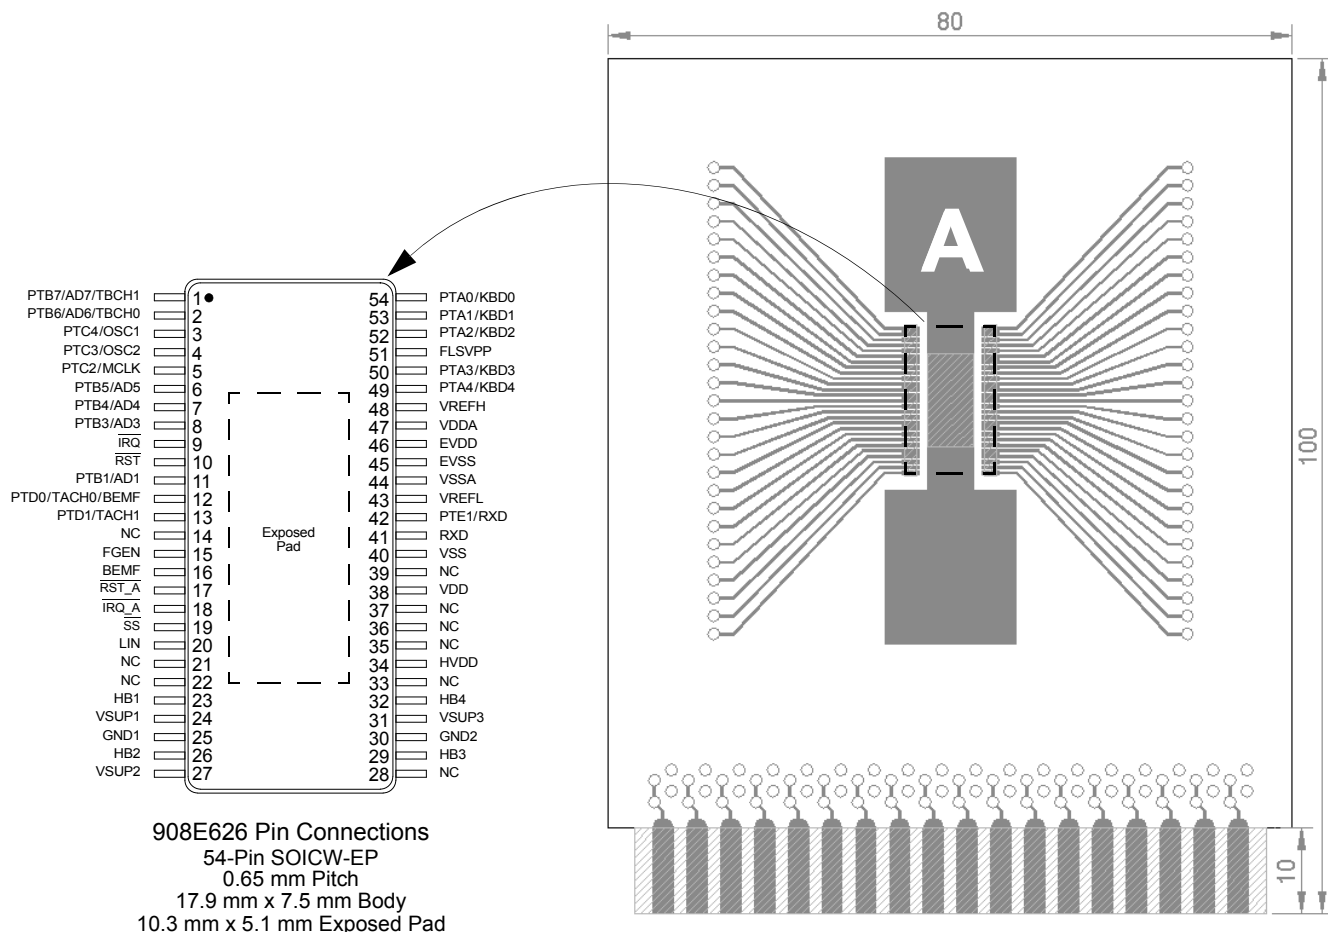 80
A
100
10
PTB7/AD7/TBCH1 1 54 PTA0/KBD0
PTB6/AD6/TBCH0 2 53 PTA1/KBD1
PTC4/OSC1 3 52 PTA2/KBD2
PTC3/OSC2 4 51 FLSVPP
PTC2/MCLK 5 50 PTA3/KBD3
PTB5/AD5 6 49 PTA4/KBD4
PTB4/AD4 7 48 VREFH
PTB3/AD3 8 47 VDDA
IRQ 9 46 EVDD
RST 10 45 EVSS
PTB1/AD1 11 44 VSSA
PTD0/TACH0/BEMF 12 43 VREFL
PTD1/TACH1 13 42 PTE1/RXD
NC 14 41 RXD
FGEN 15 40 VSS
BEMF 16 39 NC
RST_A 17 38 VDD
IRQ_A 18 37 NC
SS 19 36 NC
LIN 20 35 NC
NC 21 34 HVDD
NC 22 33 NC
HB1 23 32 HB4
VSUP1 24 31 VSUP3
GND1 25 30 GND2
HB2 26 29 HB3
VSUP2 27 28 NC
Exposed
Pad
908E626 Pin Connections
54-Pin SOICW-EP
0.65 mm Pitch
17.9 mm x 7.5 mm Body
10.3 mm x 5.1 mm Exposed Pad